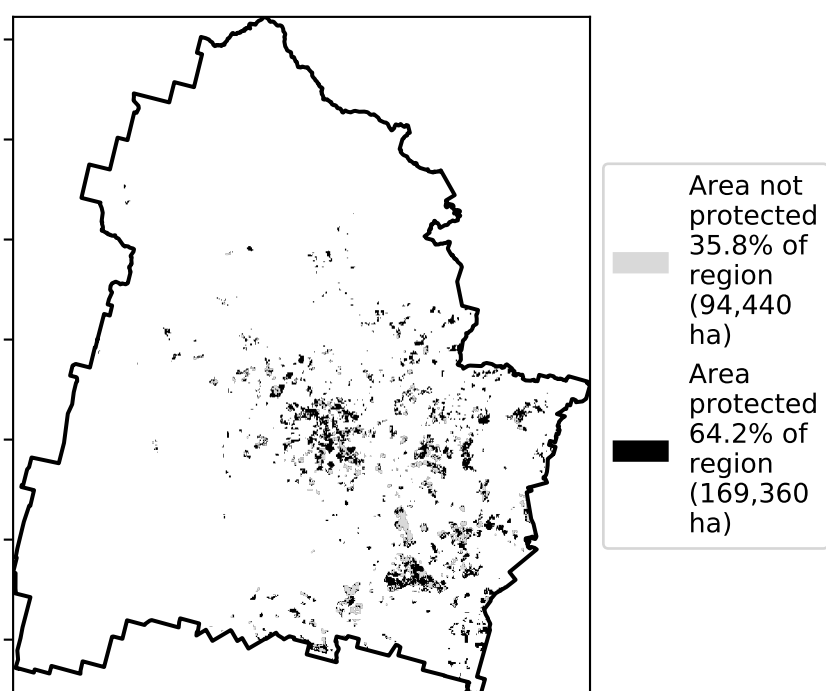 Area not
protected
35.8% of
region
(94,440
ha)
Area
protected
64.2% of
region
(169,360
ha)